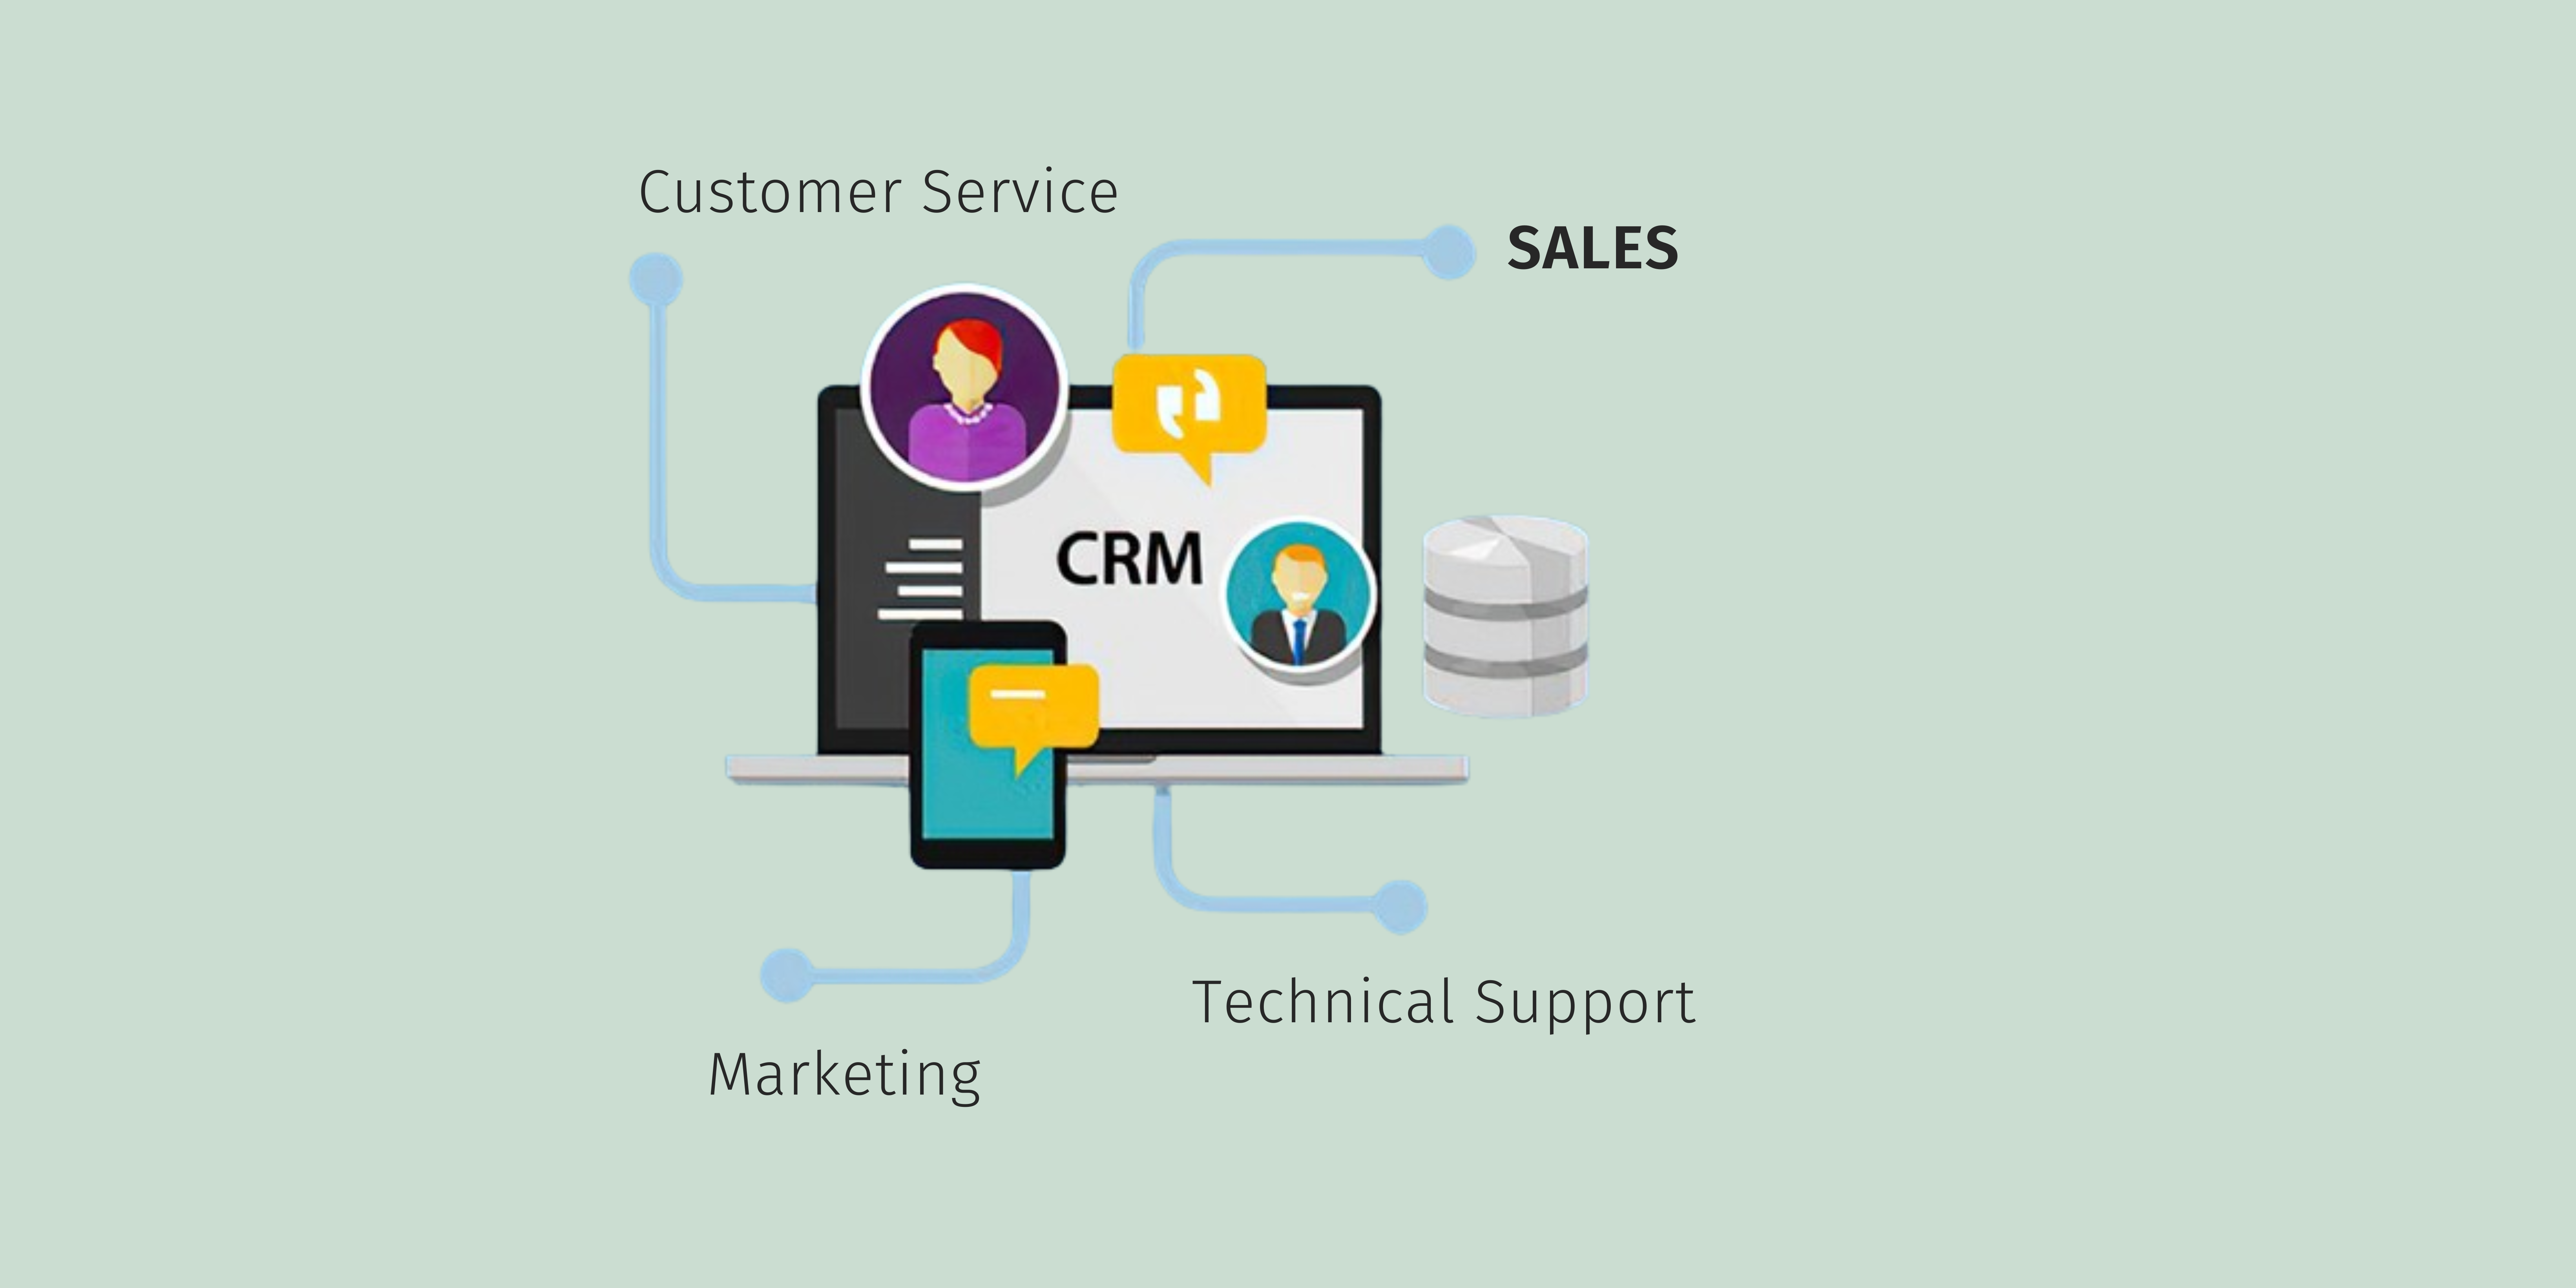 Customer Service
SALES
CRM
Technical Support
Marketing